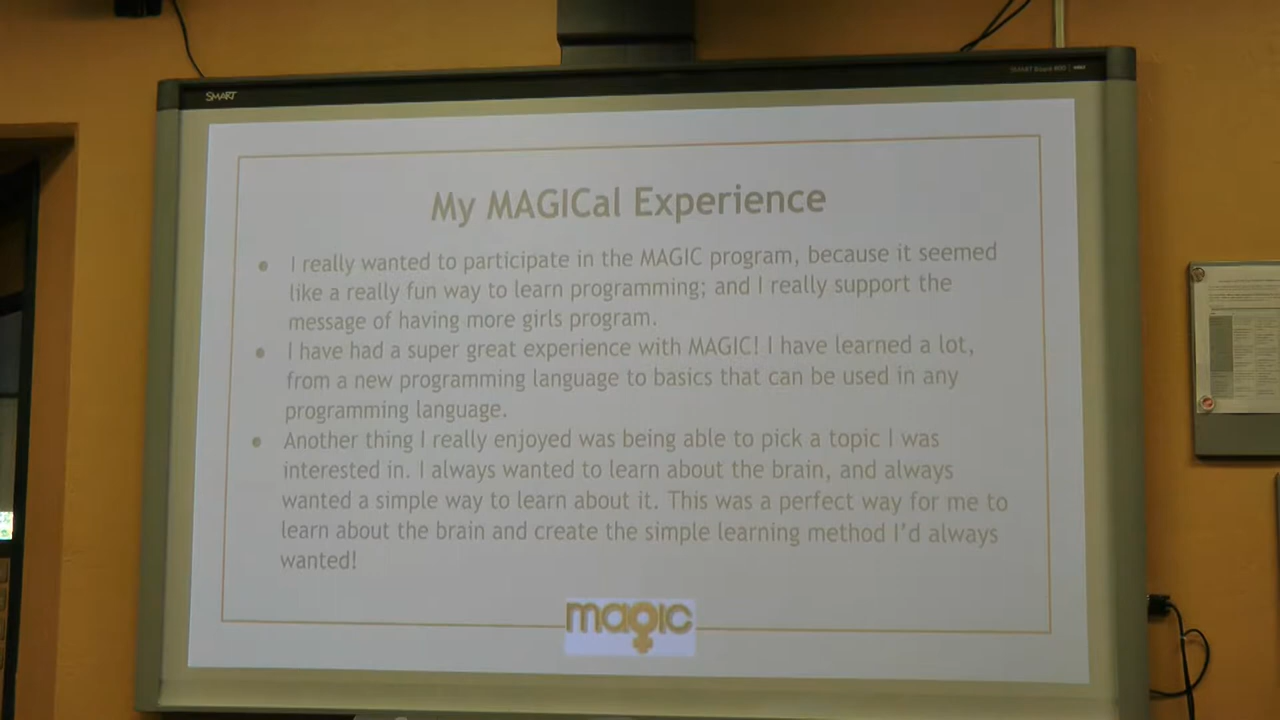 SMART
My MAGICal Experience
• I really wanted to participate in the MAGIC program, because it seemed
like a really fun way to learn programming; and I really support the
message of having more girls program.
• I have had a super great experience with MAGIC! I have learned a lot,
from a new programming language to basics that can be used in any
programming language.
• Another thing I really enjoyed was being able to pick a topic I was
interested in. I always wanted to learn about the brain, and always
wanted a simple way to learn about it. This was a perfect way for me to
learn about the brain and create the simple learning method I'd always
wanted!
magic